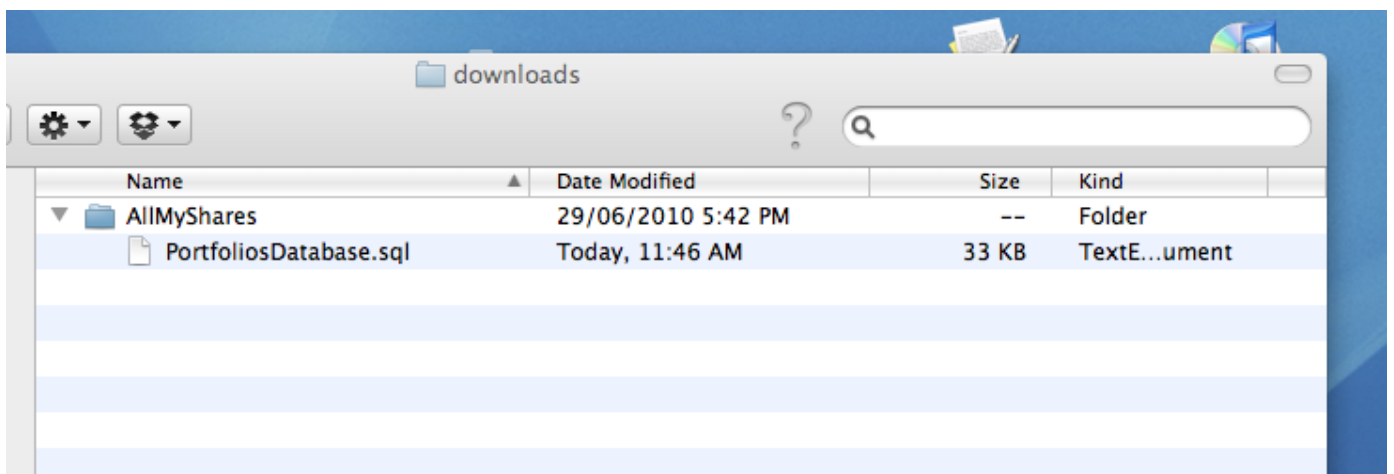 downloads
Name Date Modified Size Kind
AllMyShares 29/06/2010 5:42 PM -- Folder
PortfoliosDatabase.sql Today, 11:46 AM 33 KB TextE...ument